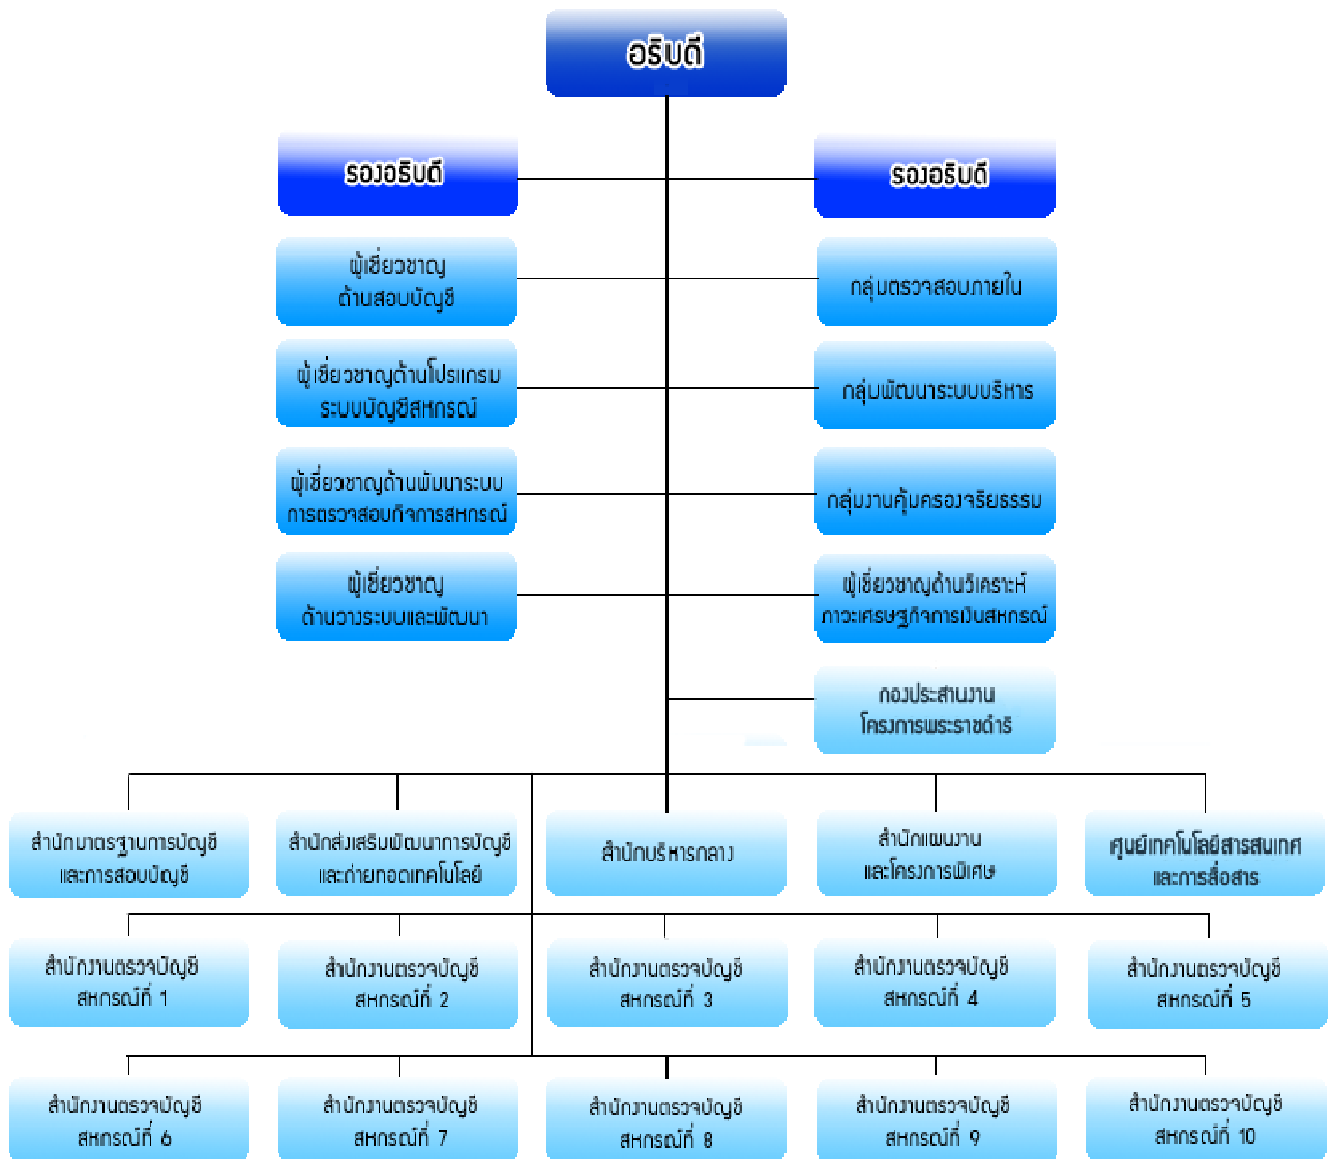 อธิบดี
รองอธิบดี
รองอธิบดี
ผู้เชี่ยวชาญ
ด้านสอบบัญชี
กลุ่มตรวจสอบภายใน
ผู้เชี่ยวชาญด้านโปรแกรม
ระบบบัญชีสหกรณ์
กลุ่มพัฒนาระบบบริหาร
ผู้เชี่ยวชาญด้านพัฒนาระบบ
การตรวจสอบกิจการสหกรณ์
กลุ่มงานคุ้มครองจริยธรรม
ผู้เชี่ยวชาญ
ด้านวางระบบและพัฒนา
ผู้เชี่ยวชาญด้านวิเคราะห์
ภาวะเศรษฐกิจการเงินสหกรณ์
กองประสานงาน
โครงการพระราชดำริ
สำนักมาตรฐานการบัญชี
และการสอบบัญชี
สำนักส่งเสริมพัฒนาการบัญชี
และถ่ายทอดเทคโนโลยี
สำนักบริหารกลาง
สำนักแผนงาน
และโครงการพิเศษ
ศูนย์เทคโนโลยีสารสนเทศ
และการสื่อสาร
สำนักงานตรวจบัญชี
สหกรณ์ที่ 1
สำนักงานตรวจบัญชี
สหกรณ์ที่ 2
สำนักงานตรวจบัญชี
สหกรณ์ที่ 3
สำนักงานตรวจบัญชี
สหกรณ์ที่ 4
สำนักงานตรวจบัญชี
สหกรณ์ที่ 5
สำนักงานตรวจบัญชี
สหกรณ์ที่ 6
สำนักงานตรวจบัญชี
สหกรณ์ที่ 7
สำนักงานตรวจบัญชี
สหกรณ์ที่ 8
สำนักงานตรวจบัญชี
สหกรณ์ที่ 9
สำนักงานตรวจบัญชี
สหกรณ์ที่ 10